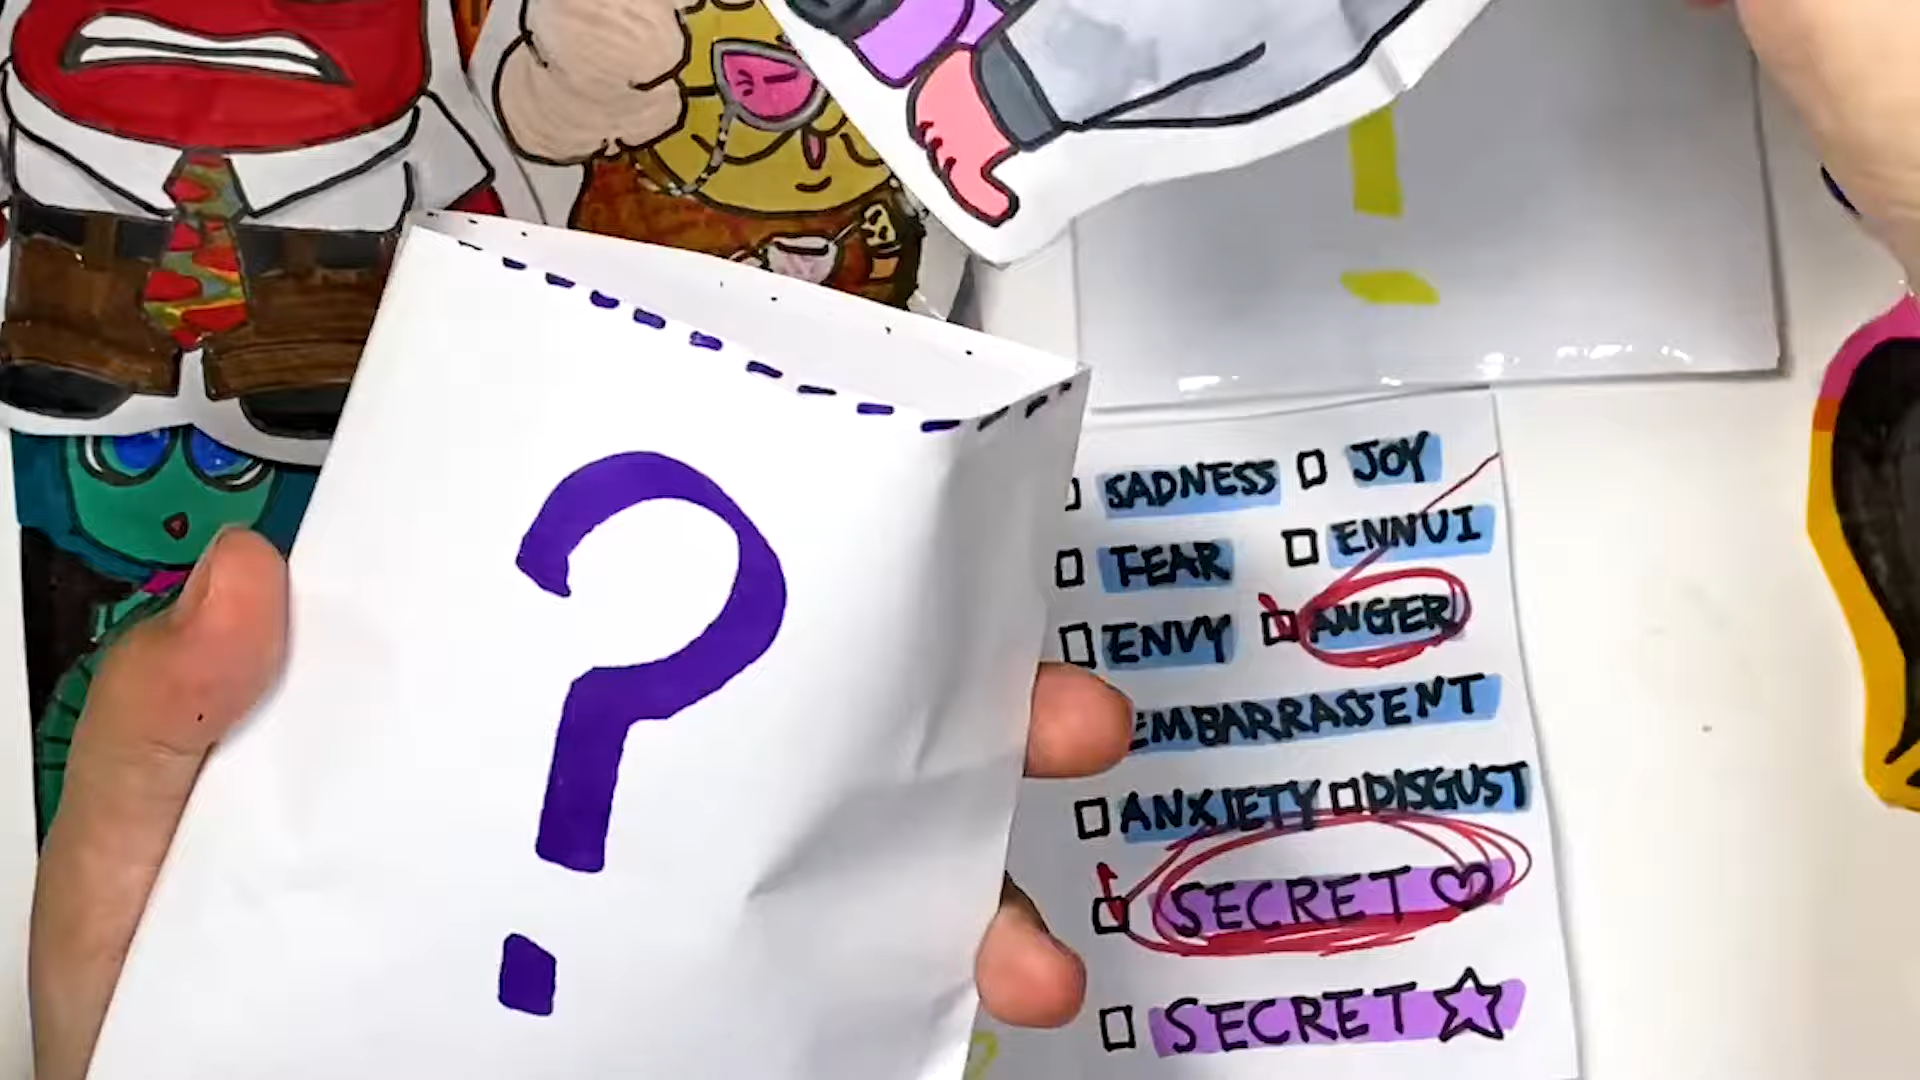 ?
SADNESS JOY
FEAR ENNUI
ENVY ANGER
EMBARRASSENT
ANXIETY DISGUST
SECRET ♡
SECRET ☆